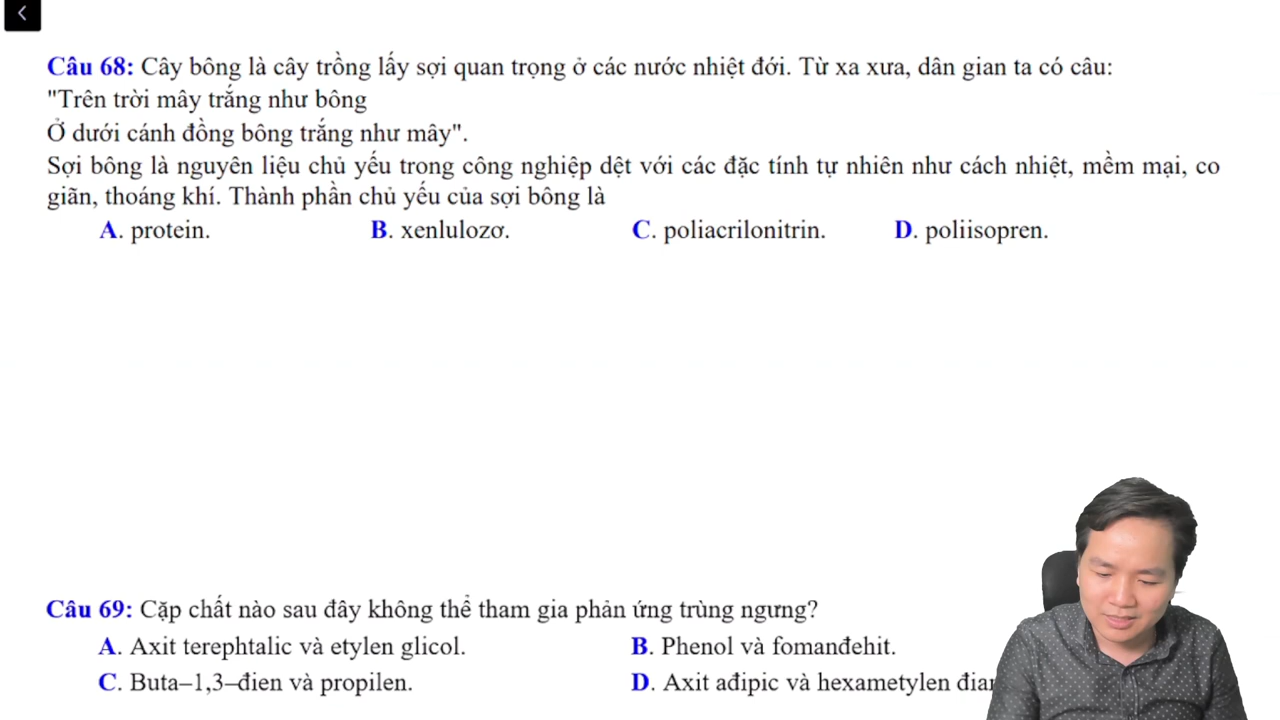 Câu 68: Cây bông là cây trồng lấy sợi quan trọng ở các nước nhiệt đới. Từ xa xưa, dân gian ta có câu:
"Trên trời mây trắng như bông
Ở dưới cánh đồng bông trắng như mây".
Sợi bông là nguyên liệu chủ yếu trong công nghiệp dệt với các đặc tính tự nhiên như cách nhiệt, mềm mại, co
giãn, thoáng khí. Thành phần chủ yếu của sợi bông là
A. protein. B. xenlulozơ. C. poliacrilonitrin. D. poliisopren.
Câu 69: Cặp chất nào sau đây không thể tham gia phản ứng trùng ngưng?
A. Axit terephtalic và etylen glicol. B. Phenol và fomanđehit.
C. Buta–1,3–đien và propilen. D. Axit ađipic và hexametylen